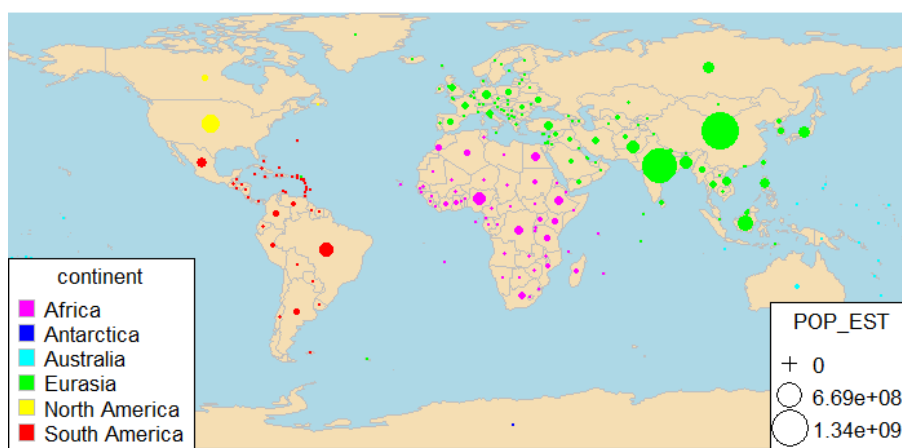 continent
Africa
Antarctica
Australia
Eurasia
North America
South America
POP_EST
0
6.69e+08
1.34e+09